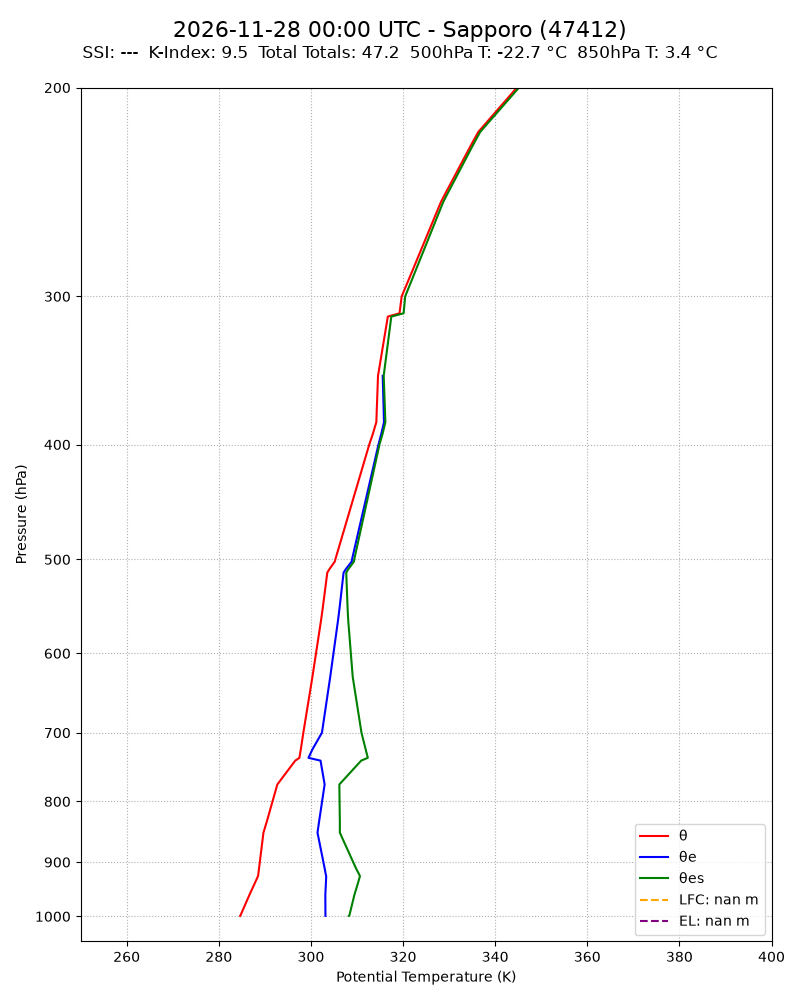 2026-11-28 00:00 UTC - Sapporo (47412)
SSI: --- K-Index: 9.5 Total Totals: 47.2 500hPa T: -22.7 °C 850hPa T: 3.4 °C
200
300
400
500
600
700
800
900
1000
Pressure (hPa)
260 280 300 320 340 360 380 400
Potential Temperature (K)
θ
θe
θes
LFC: nan m
EL: nan m